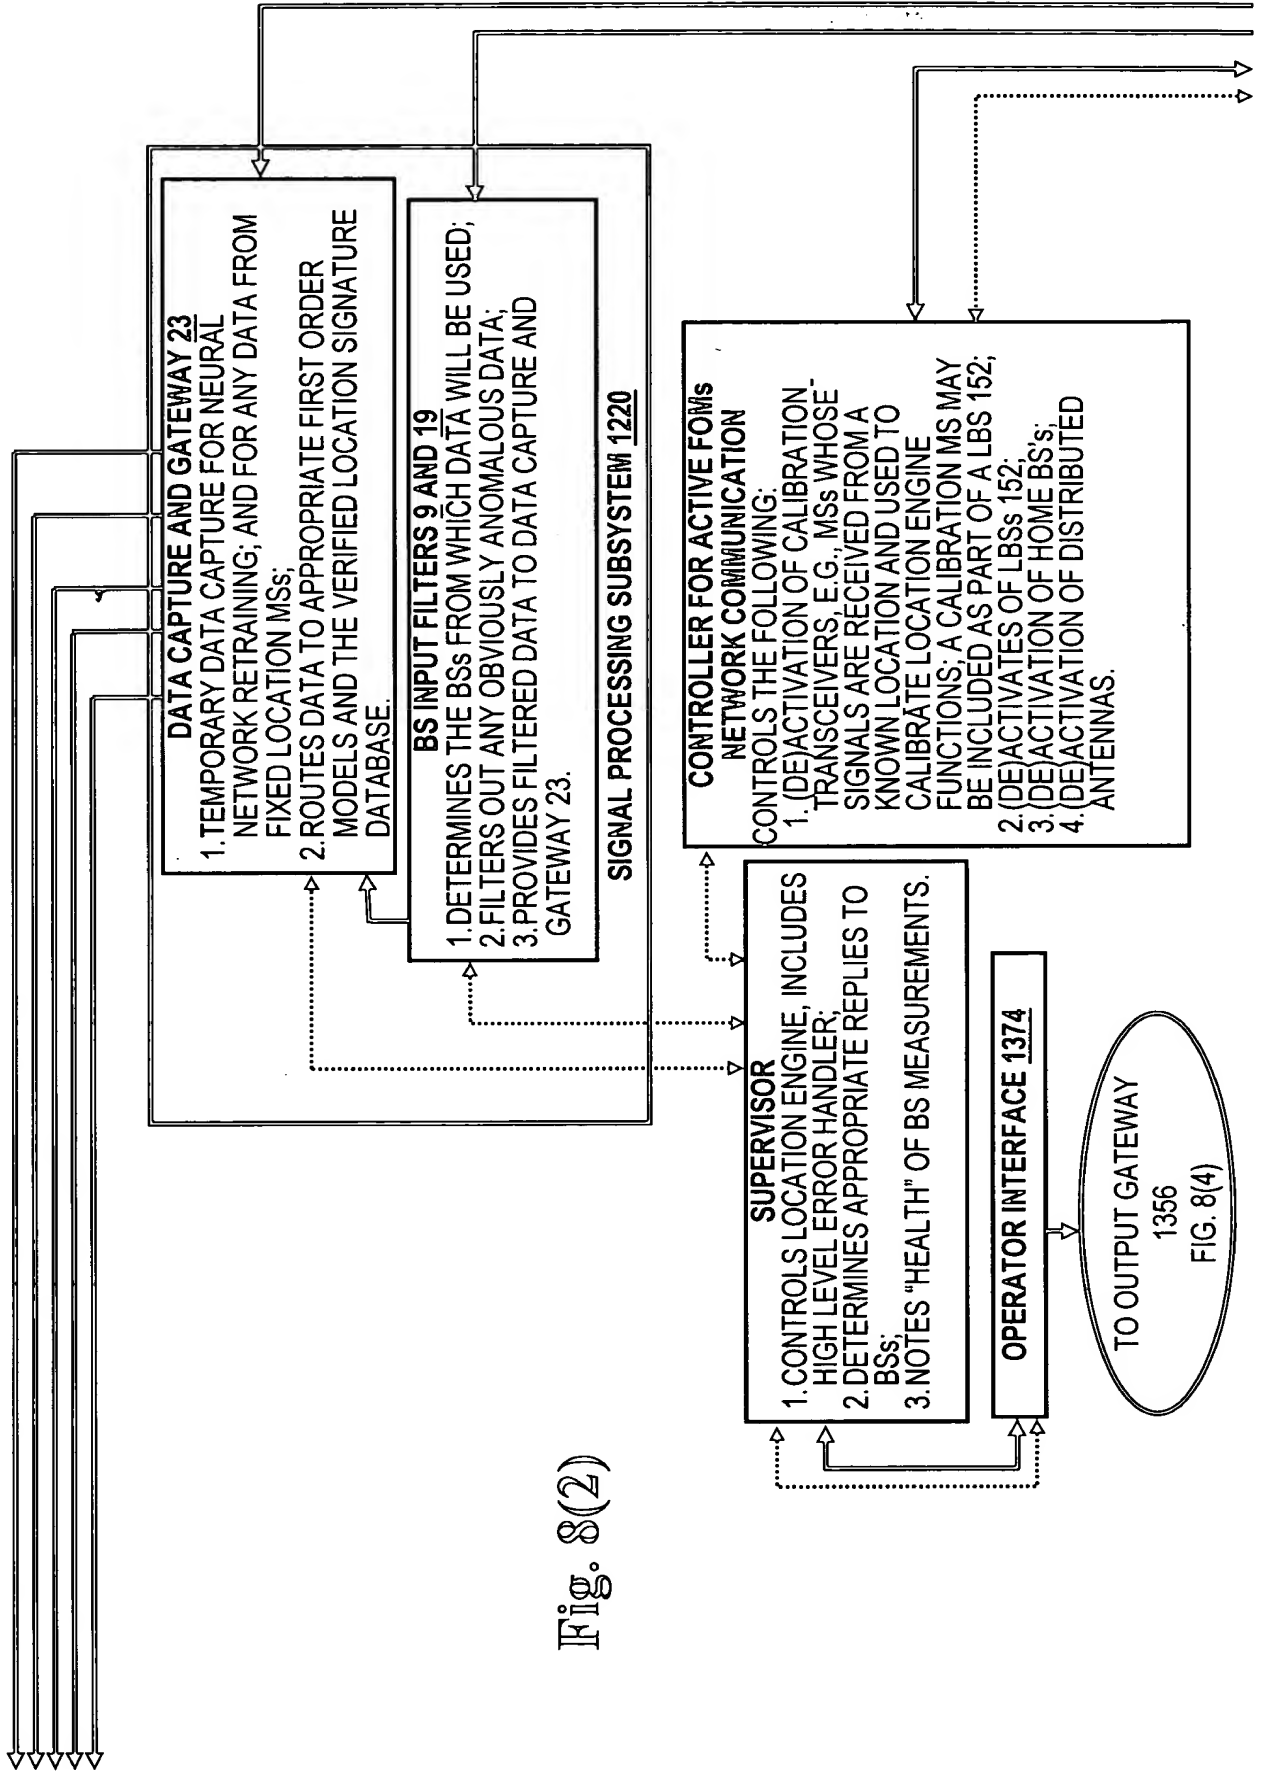 DATA CAPTURE AND GATEWAY 23
1. TEMPORARY DATA CAPTURE FOR NEURAL
NETWORK RETRAINING; AND FOR ANY DATA FROM
FIXED LOCATION MSs;
2. ROUTES DATA TO APPROPRIATE FIRST ORDER
MODELS AND THE VERIFIED LOCATION SIGNATURE
DATABASE.
BS INPUT FILTERS 9 AND 19
1. DETERMINES THE BSs FROM WHICH DATA WILL BE USED;
2. FILTERS OUT ANY OBVIOUSLY ANOMALOUS DATA;
3. PROVIDES FILTERED DATA TO DATA CAPTURE AND
GATEWAY 23.
SIGNAL PROCESSING SUBSYSTEM 1220
CONTROLLER FOR ACTIVE FOMs
NETWORK COMMUNICATION
CONTROLS THE FOLLOWING:
1. (DE)ACTIVATION OF CALIBRATION
TRANSCEIVERS, E.G., MSs WHOSE
SIGNALS ARE RECEIVED FROM A
KNOWN LOCATION AND USED TO
CALIBRATE LOCATION ENGINE
FUNCTIONS; A CALIBRATION MS MAY
BE INCLUDED AS PART OF A LBS 152;
2. (DE)ACTIVATES OF LBSs 152;
3. (DE)ACTIVATION OF HOME BS's;
4. (DE)ACTIVATION OF DISTRIBUTED
ANTENNAS.
SUPERVISOR
1. CONTROLS LOCATION ENGINE, INCLUDES
HIGH LEVEL ERROR HANDLER;
2. DETERMINES APPROPRIATE REPLIES TO
BSs;
3. NOTES "HEALTH" OF BS MEASUREMENTS.
OPERATOR INTERFACE 1374
TO OUTPUT GATEWAY
1356
FIG. 8(4)
Fig. 8(2)